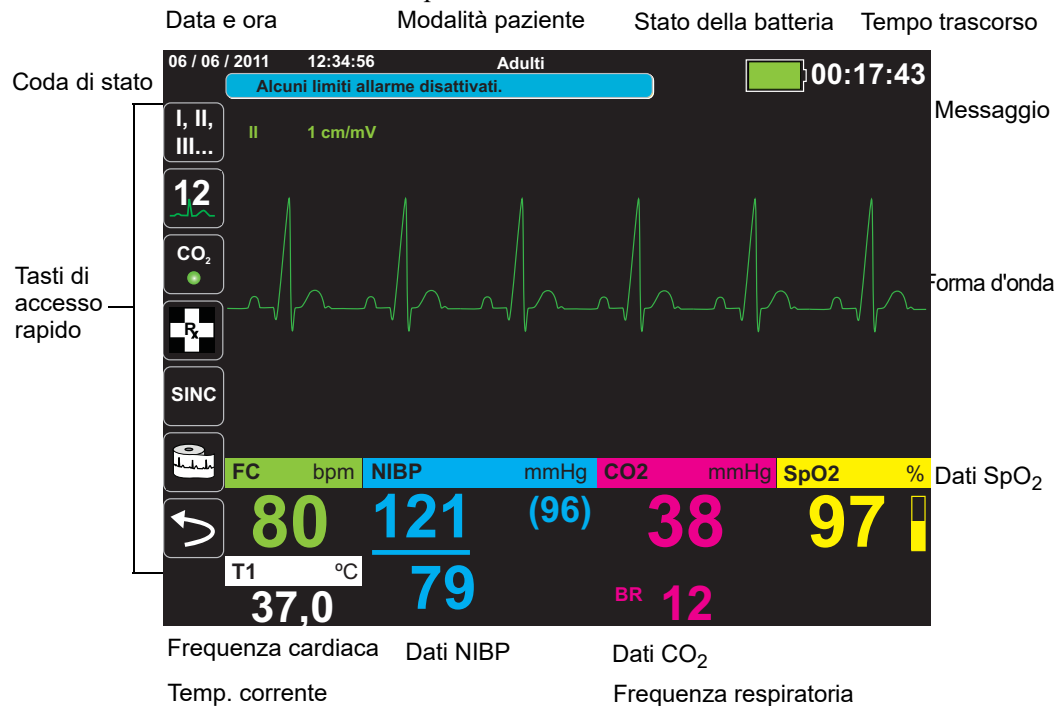 Data e ora
Modalità paziente
Stato della batteria
Tempo trascorso
06 / 06 / 2011 12:34:56 Adulti 00:17:43
Coda di stato
Alcuni limiti allarme disattivati.
Messaggio
I, II,
III...
II 1 cm/mV
12
CO₂
Tasti di
accesso
rapido
Forma d'onda
Rx
SINC
FC bpm
NIBP mmHg
CO2 mmHg
SpO2 %
Dati SpO₂
80
121
(96)
79
38
97
T1 ºC
37,0
BR 12
Frequenza cardiaca
Dati NIBP
Dati CO₂
Temp. corrente
Frequenza respiratoria